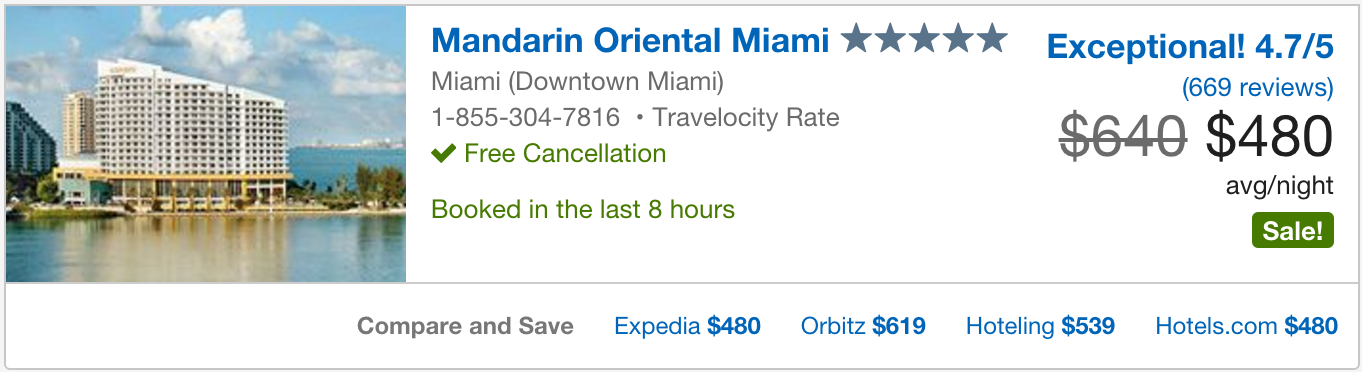 Mandarin Oriental Miami
Miami (Downtown Miami)
1-855-304-7816 • Travelocity Rate
Free Cancellation
Booked in the last 8 hours
Exceptional! 4.7/5
(669 reviews)
$640 $480
avg/night
Sale!
Compare and Save Expedia $480 Orbitz $619 Hoteling $539 Hotels.com $480